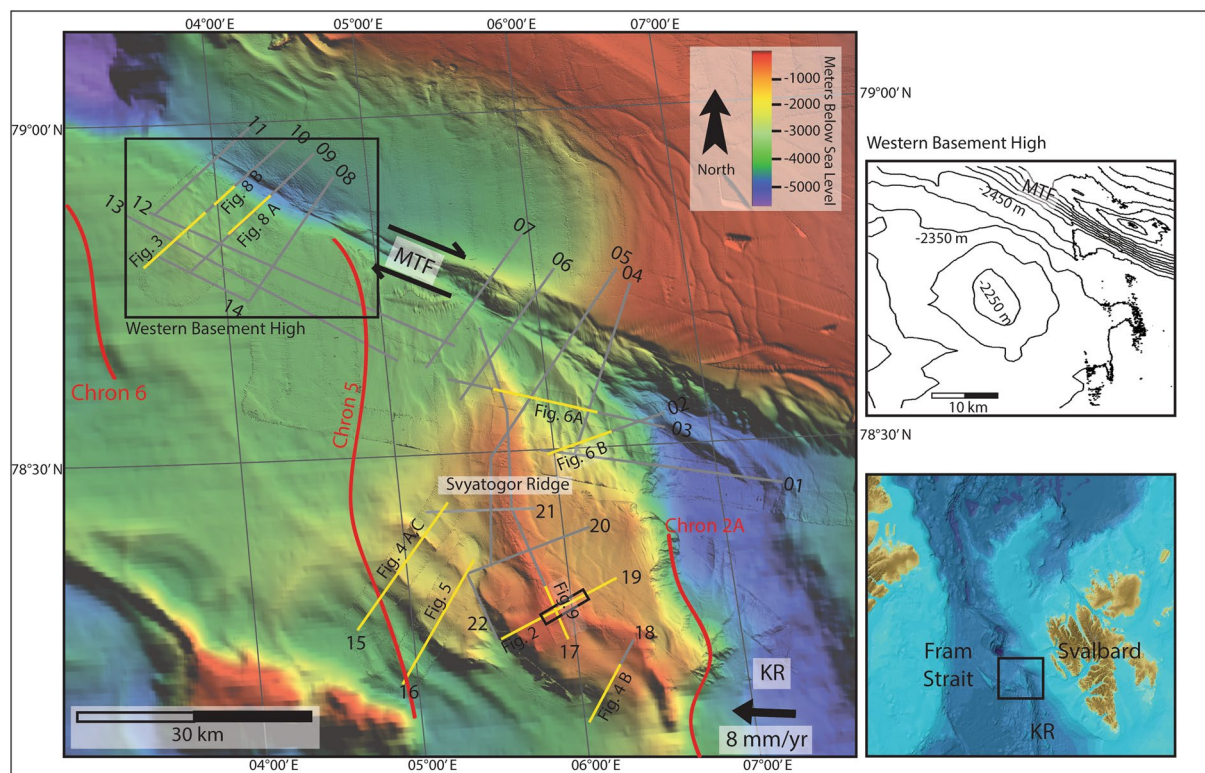 04°00′ E
05°00′ E
06°00′ E
07°00′ E
79°00′ N
79°00′ N
-1000
-2000
-3000
-4000
-5000
Meters Below Sea Level
North
11
10
09
08
13
12
Fig. 8 B
Fig. 8 A
Fig. 3
14
Western Basement High
MTF
07
06
05
04
Chron 6
Chron 5
Fig. 6A
02
03
Fig. 6 B
01
78°30′ N
78°30′ N
Svyatogor Ridge
21
20
Chron 2A
Fig. 4 A,C
Fig. 5
19
Fig. 9
22
Fig. 2
18
15
17
16
Fig. 4 B
KR
8 mm/yr
30 km
04°00′ E
05°00′ E
06°00′ E
07°00′ E
Western Basement High
MTF
-2450 m
-2350 m
-2250 m
10 km
Fram
Strait
Svalbard
KR